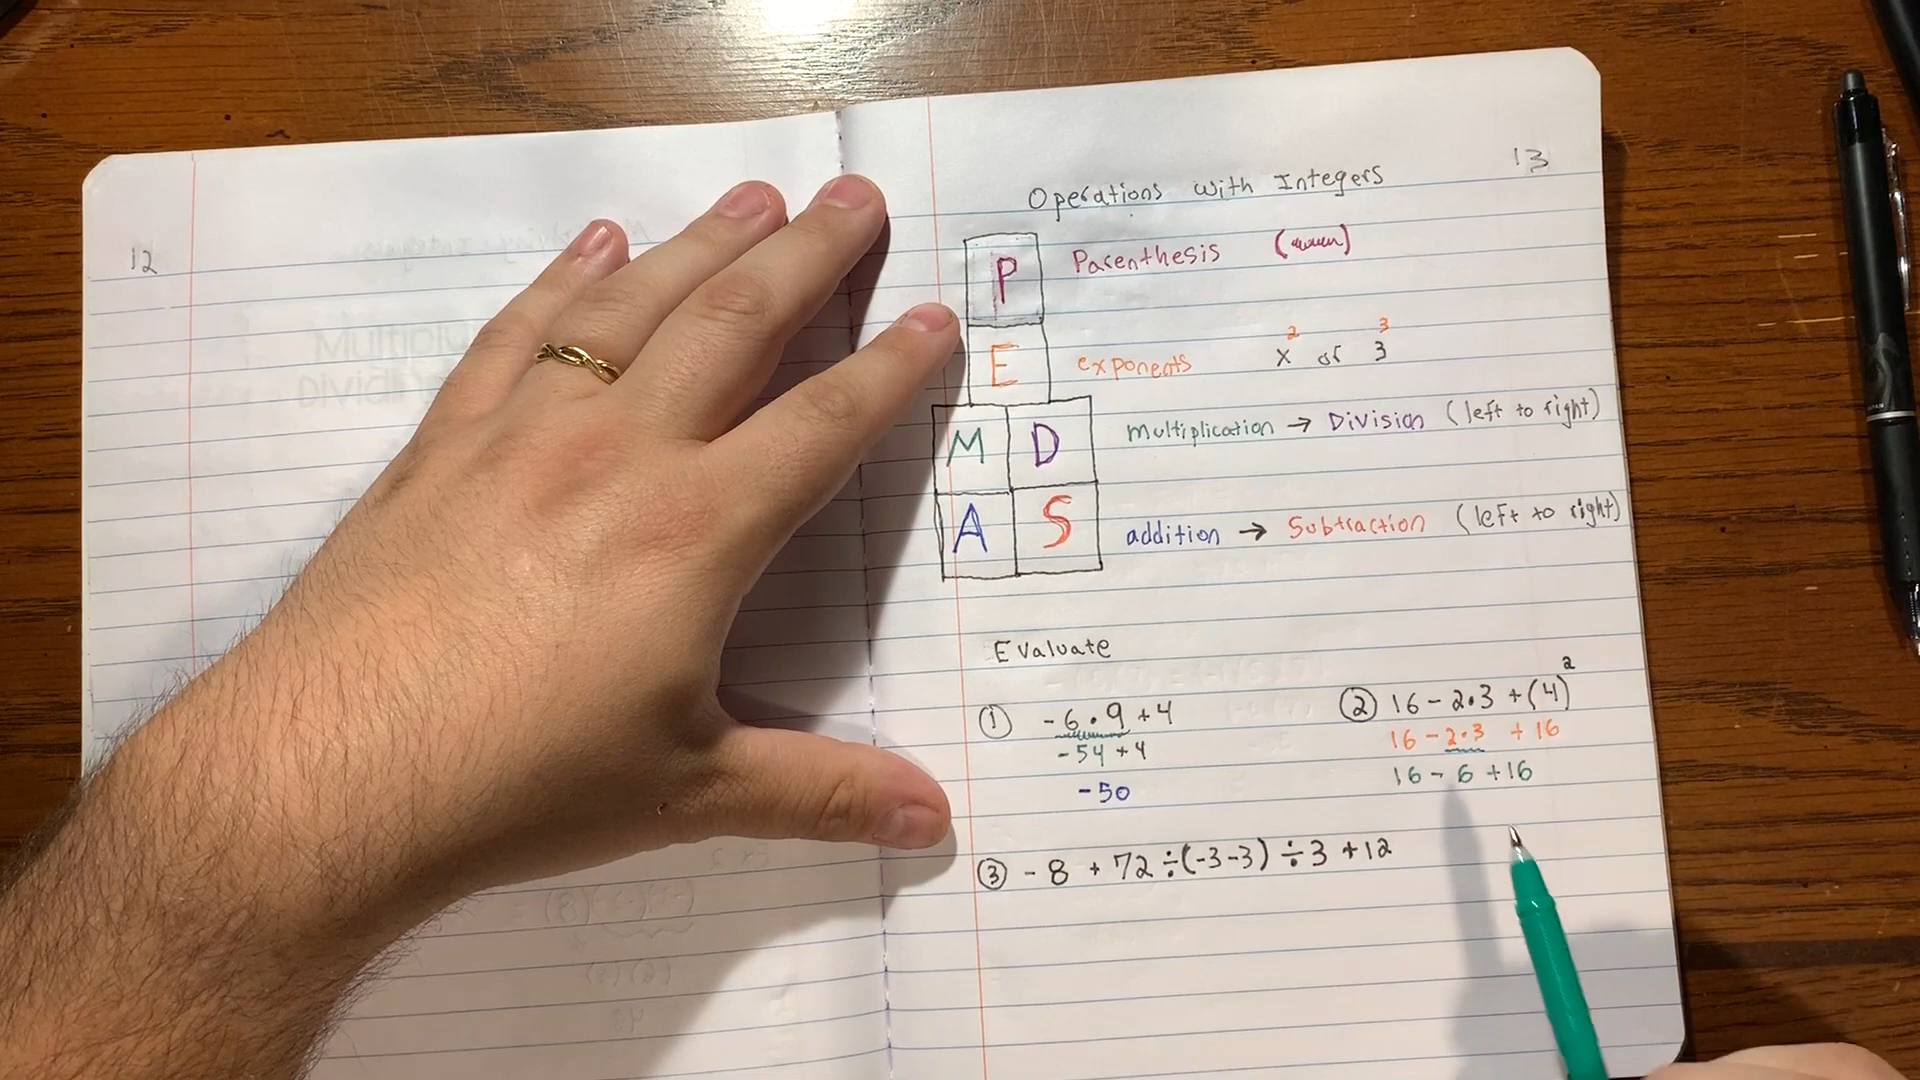 12
13
Operations with Integers
P Parenthesis ( )
E exponents x² or 3³
M D multiplication → Division (left to right)
A S addition → Subtraction (left to right)
Evaluate
① -6•9+4
-54+4
-50
② 16-2•3+(4)²
16-2•3 +16
16-6+16
③ -8 +72÷(-3-3)÷3+12